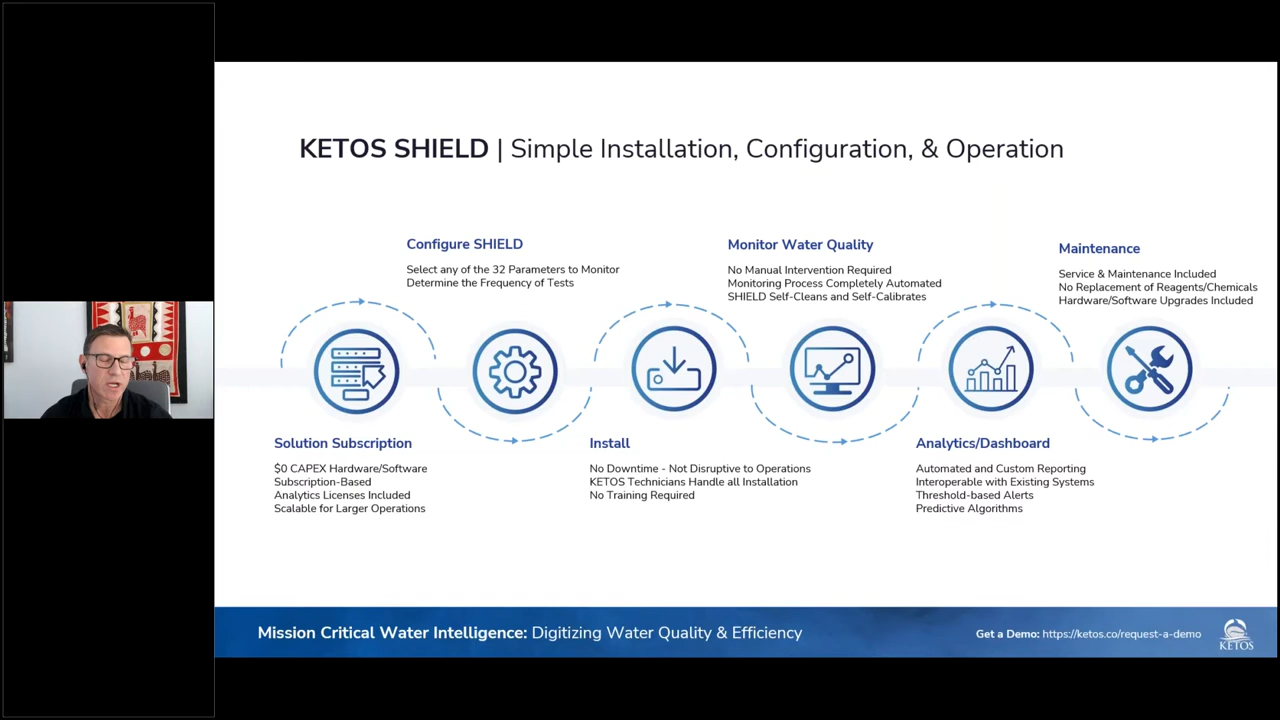 KETOS SHIELD | Simple Installation, Configuration, & Operation
Solution Subscription
$0 CAPEX Hardware/Software
Subscription-Based
Analytics Licenses Included
Scalable for Larger Operations
Configure SHIELD
Select any of the 32 Parameters to Monitor
Determine the Frequency of Tests
Install
No Downtime - Not Disruptive to Operations
KETOS Technicians Handle all Installation
No Training Required
Monitor Water Quality
No Manual Intervention Required
Monitoring Process Completely Automated
SHIELD Self-Cleans and Self-Calibrates
Analytics/Dashboard
Automated and Custom Reporting
Interoperable with Existing Systems
Threshold-based Alerts
Predictive Algorithms
Maintenance
Service & Maintenance Included
No Replacement of Reagents/Chemicals
Hardware/Software Upgrades Included
Mission Critical Water Intelligence: Digitizing Water Quality & Efficiency
Get a Demo: https://ketos.co/request-a-demo
KETOS